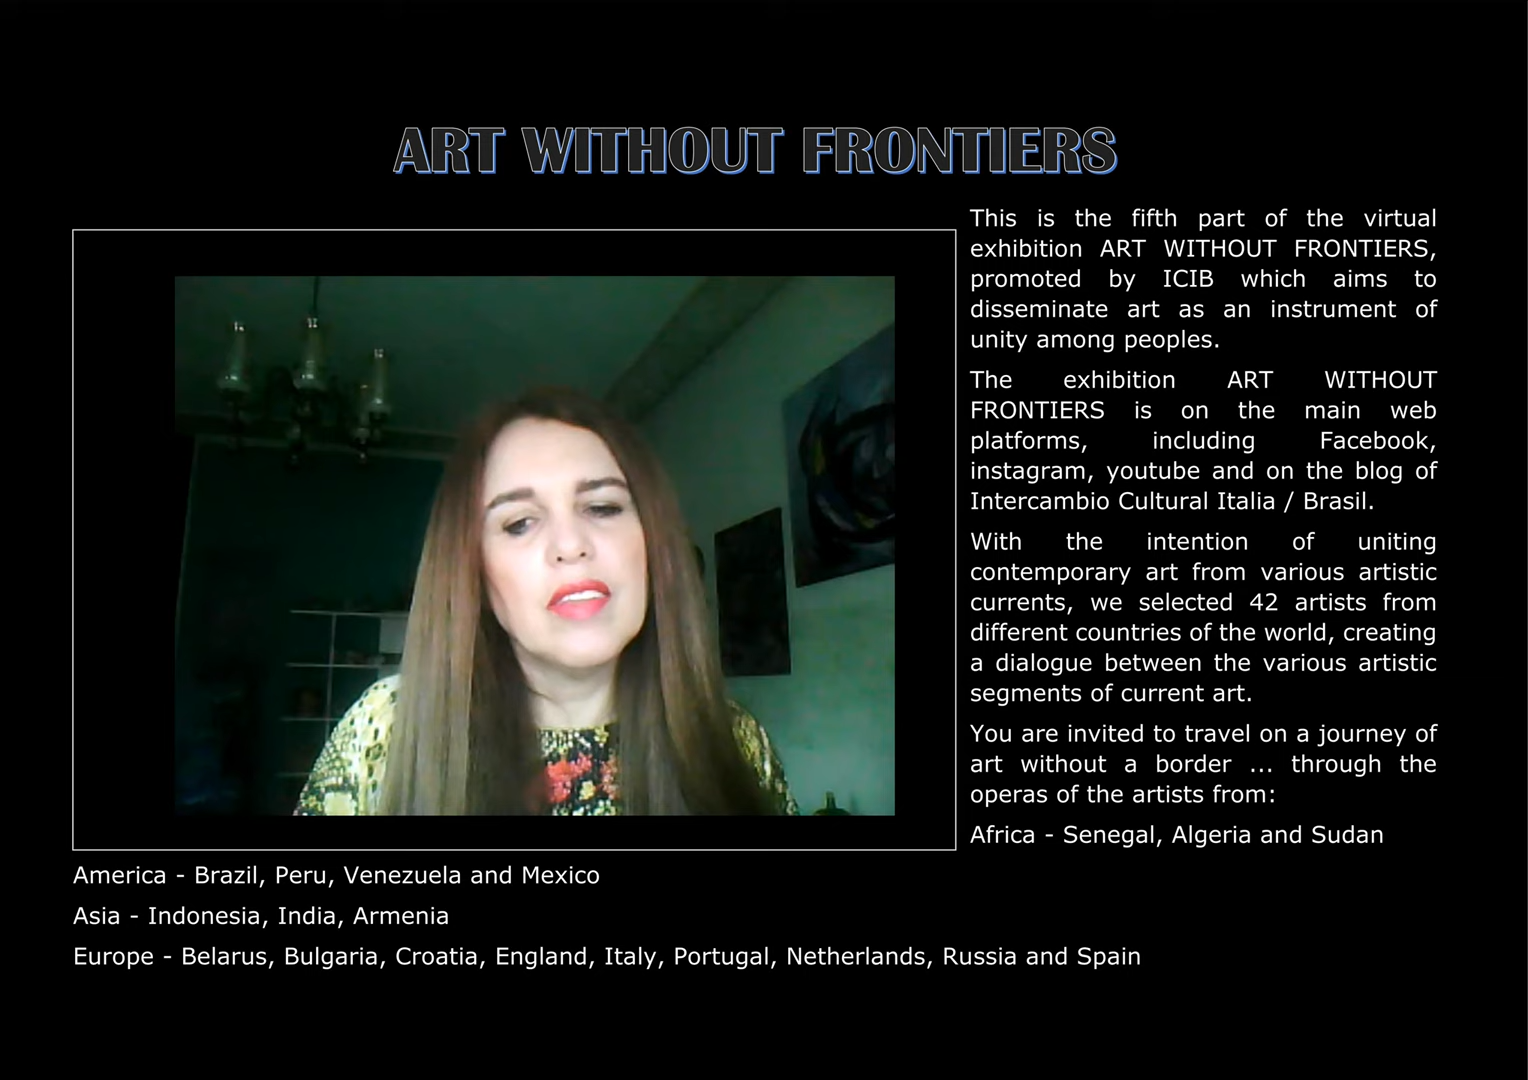 ART WITHOUT FRONTIERS
This is the fifth part of the virtual
exhibition ART WITHOUT FRONTIERS,
promoted by ICIB which aims to
disseminate art as an instrument of
unity among peoples.
The exhibition ART WITHOUT
FRONTIERS is on the main web
platforms, including Facebook,
instagram, youtube and on the blog of
Intercambio Cultural Italia / Brasil.
With the intention of uniting
contemporary art from various artistic
currents, we selected 42 artists from
different countries of the world, creating
a dialogue between the various artistic
segments of current art.
You are invited to travel on a journey of
art without a border ... through the
operas of the artists from:
Africa - Senegal, Algeria and Sudan
America - Brazil, Peru, Venezuela and Mexico
Asia - Indonesia, India, Armenia
Europe - Belarus, Bulgaria, Croatia, England, Italy, Portugal, Netherlands, Russia and Spain